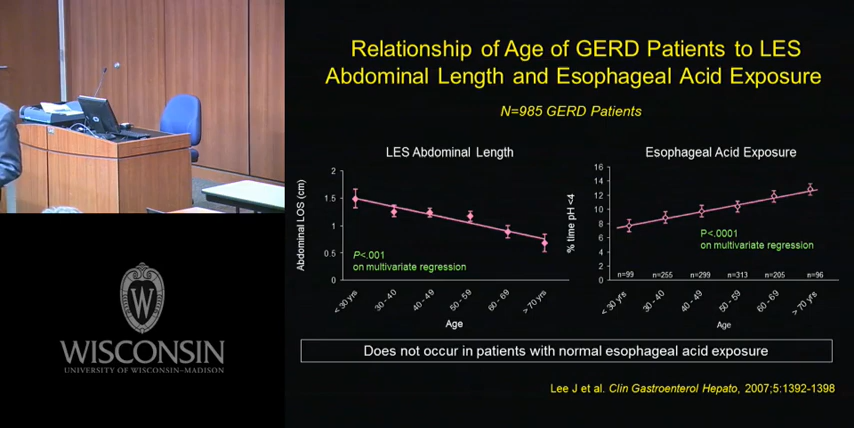 Relationship of Age of GERD Patients to LES
Abdominal Length and Esophageal Acid Exposure
N=985 GERD Patients
LES Abdominal Length
Abdominal LOS (cm)
2
1.5
1
0.5
0
P<.001
on multivariate regression
< 30 yrs
30 - 40
40 - 49
50 - 59
60 - 69
> 70 yrs
Age
Esophageal Acid Exposure
% time pH <4
16
14
12
10
8
6
4
2
0
P<.0001
on multivariate regression
n=99 n=255 n=299 n=313 n=205 n=96
< 30 yrs
30 - 40
40 - 49
50 - 59
60 - 69
> 70 yrs
Age
Does not occur in patients with normal esophageal acid exposure
Lee J et al. Clin Gastroenterol Hepato, 2007;5:1392-1398
W
WISCONSIN
UNIVERSITY OF WISCONSIN–MADISON